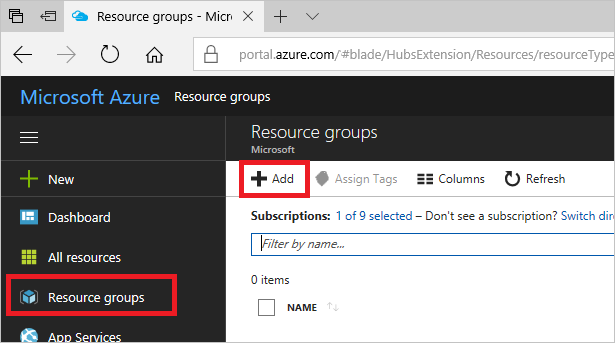 Resource groups - Micro
portal.azure.com/#blade/HubsExtension/Resources/resourceType
Microsoft Azure Resource groups
Resource groups
Microsoft
New
Add Assign Tags Columns Refresh
Dashboard
Subscriptions: 1 of 9 selected – Don't see a subscription? Switch dire
Filter by name...
All resources
0 items
Resource groups
NAME
App Services